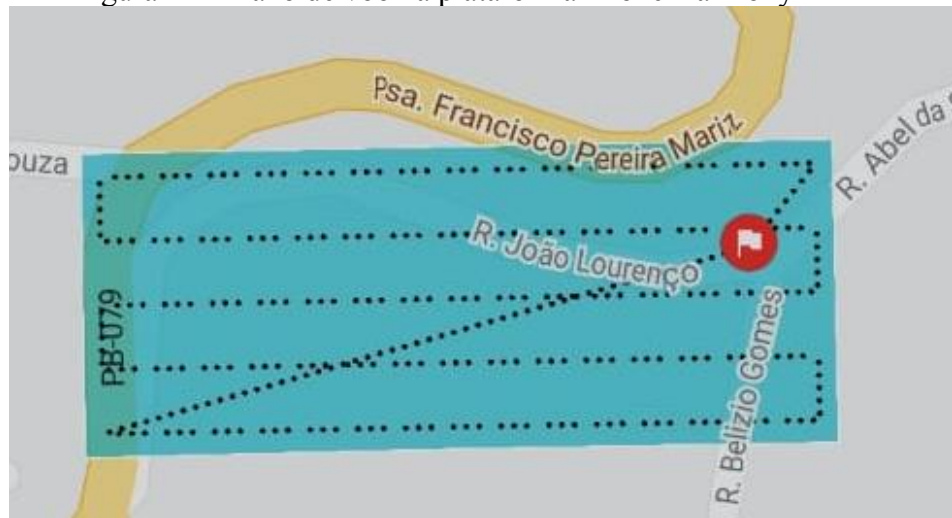 Psa. Francisco Pereira Mariz
R. Abel da
ouza
R. João Lourenço
PB-U79
R. Belizio Gomes